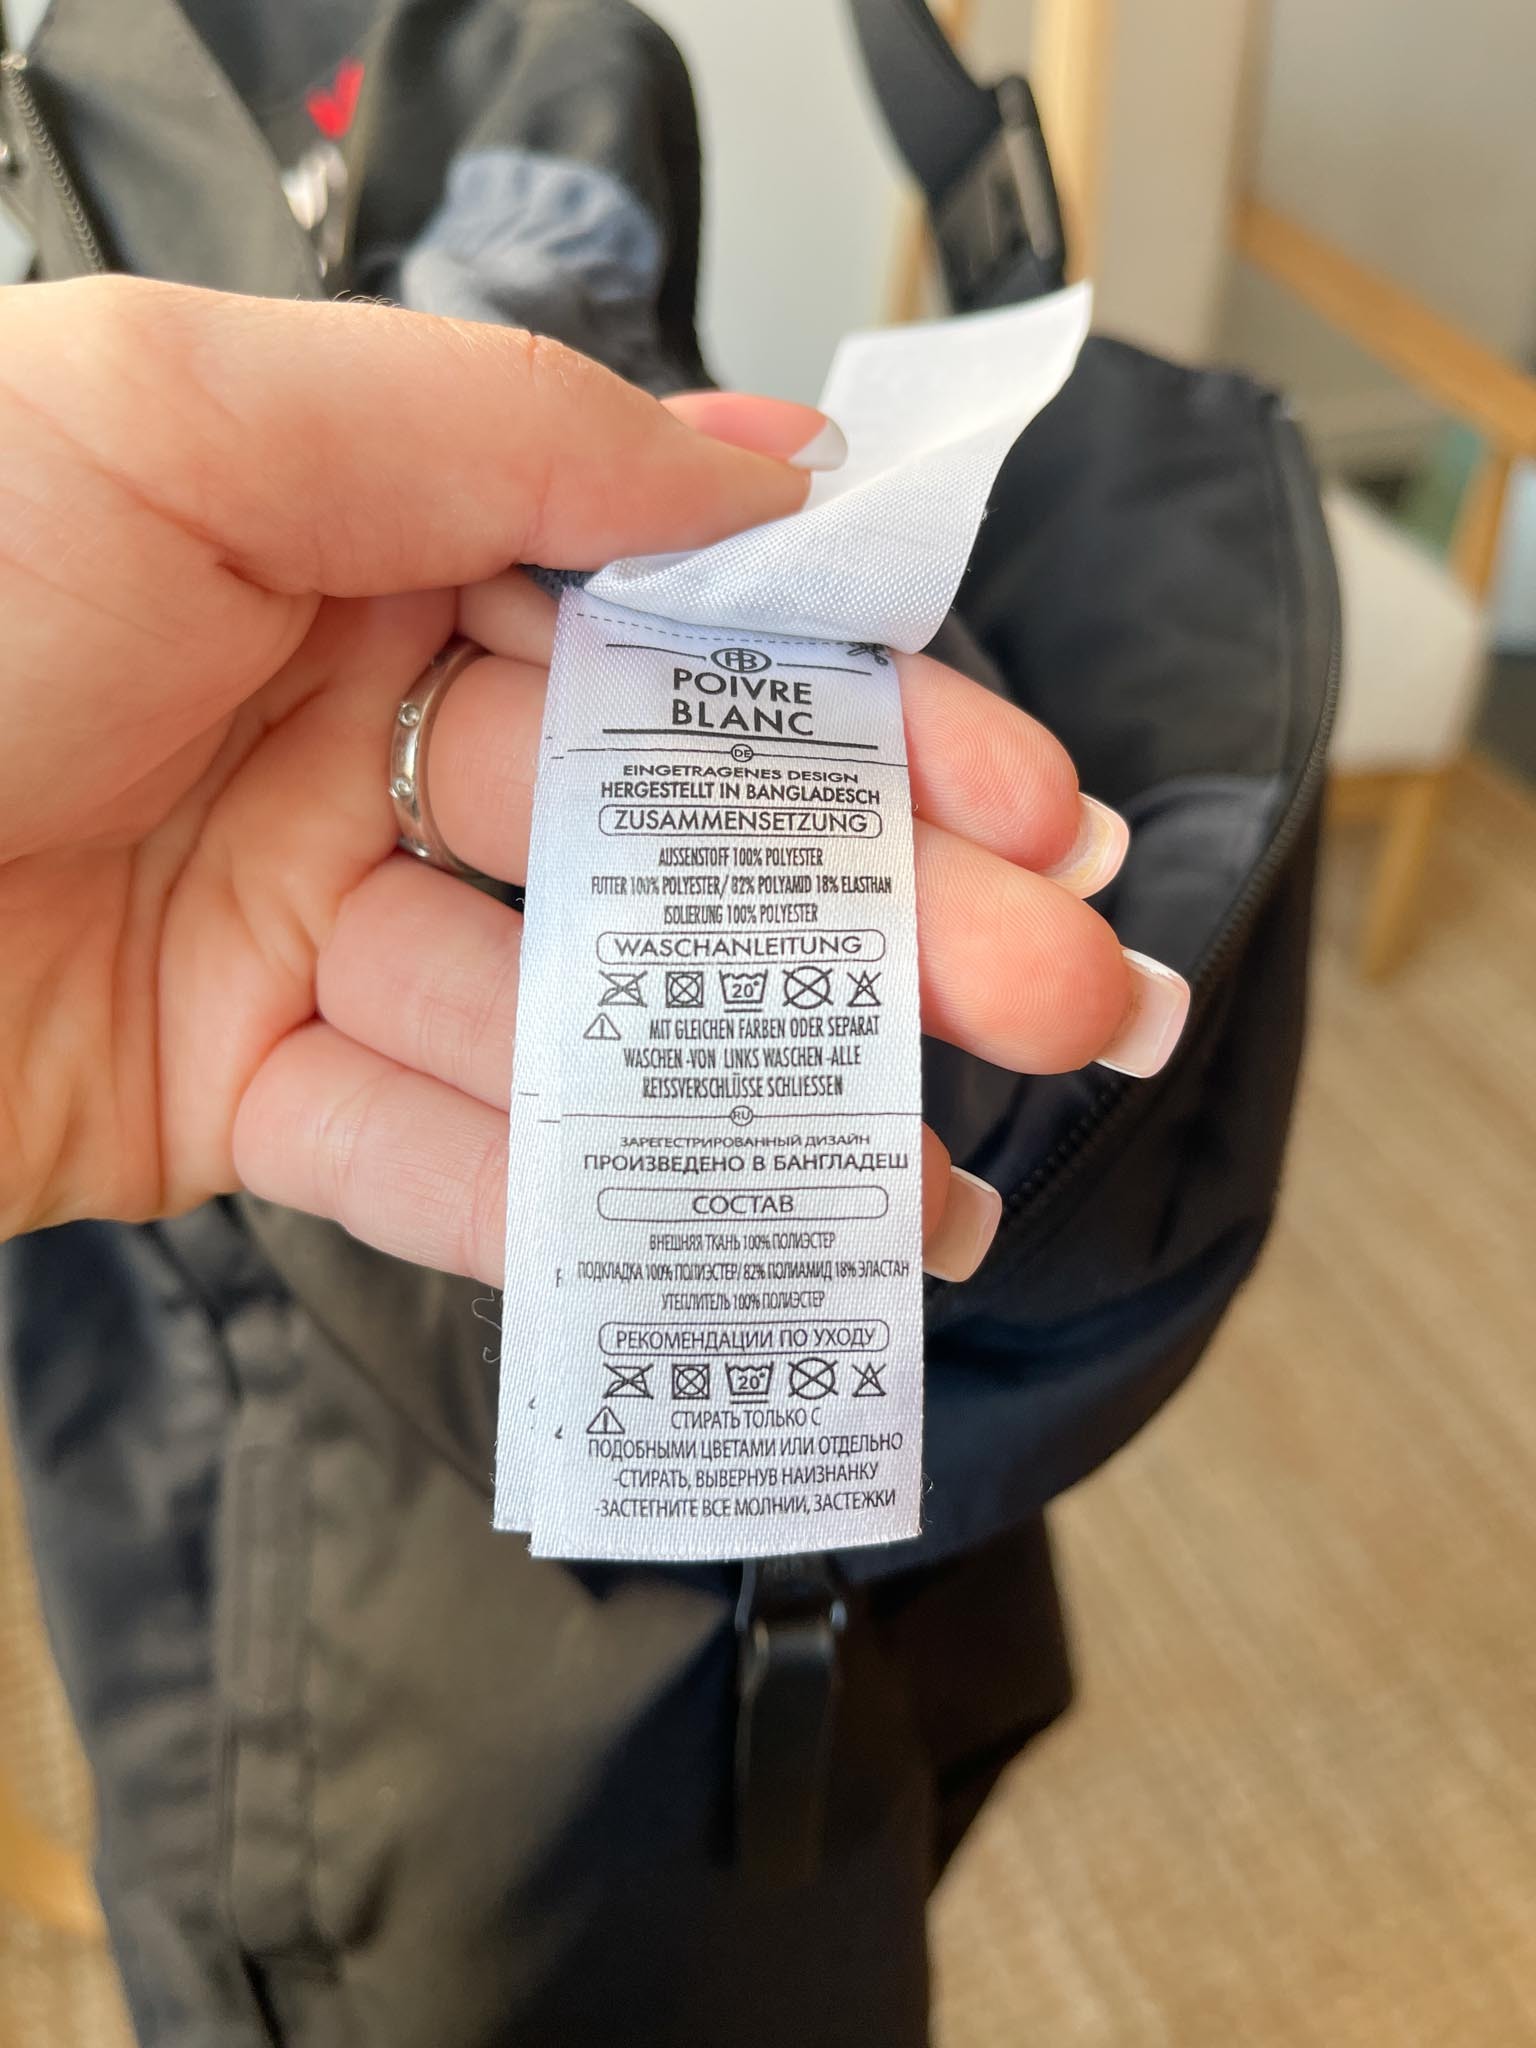 PB
POIVRE
BLANC
DE
EINGETRAGENES DESIGN
HERGESTELLT IN BANGLADESCH
ZUSAMMENSETZUNG
AUSSENSTOFF 100% POLYESTER
FUTTER 100% POLYESTER/ 82% POLYAMID 18% ELASTHAN
ISOLIERUNG 100% POLYESTER
WASCHANLEITUNG
20°
MIT GLEICHEN FARBEN ODER SEPARAT
WASCHEN -VON LINKS WASCHEN -ALLE
REISSVERSCHLÜSSE SCHLIESSEN
RU
ЗАРЕГЕСТРИРОВАННЫЙ ДИЗАЙН
ПРОИЗВЕДЕНО В БАНГЛАДЕШ
СОСТАВ
ВНЕШНЯЯ ТКАНЬ 100% ПОЛИЭСТЕР
ПОДКЛАДКА 100% ПОЛИЭСТЕР/ 82% ПОЛИАМИД 18% ЭЛАСТАН
УТЕПЛИТЕЛЬ 100% ПОЛИЭСТЕР
РЕКОМЕНДАЦИИ ПО УХОДУ
20°
СТИРАТЬ ТОЛЬКО С
ПОДОБНЫМИ ЦВЕТАМИ ИЛИ ОТДЕЛЬНО
-СТИРАТЬ, ВЫВЕРНУВ НАИЗНАНКУ
-ЗАСТЕГНИТЕ ВСЕ МОЛНИИ, ЗАСТЕЖКИ